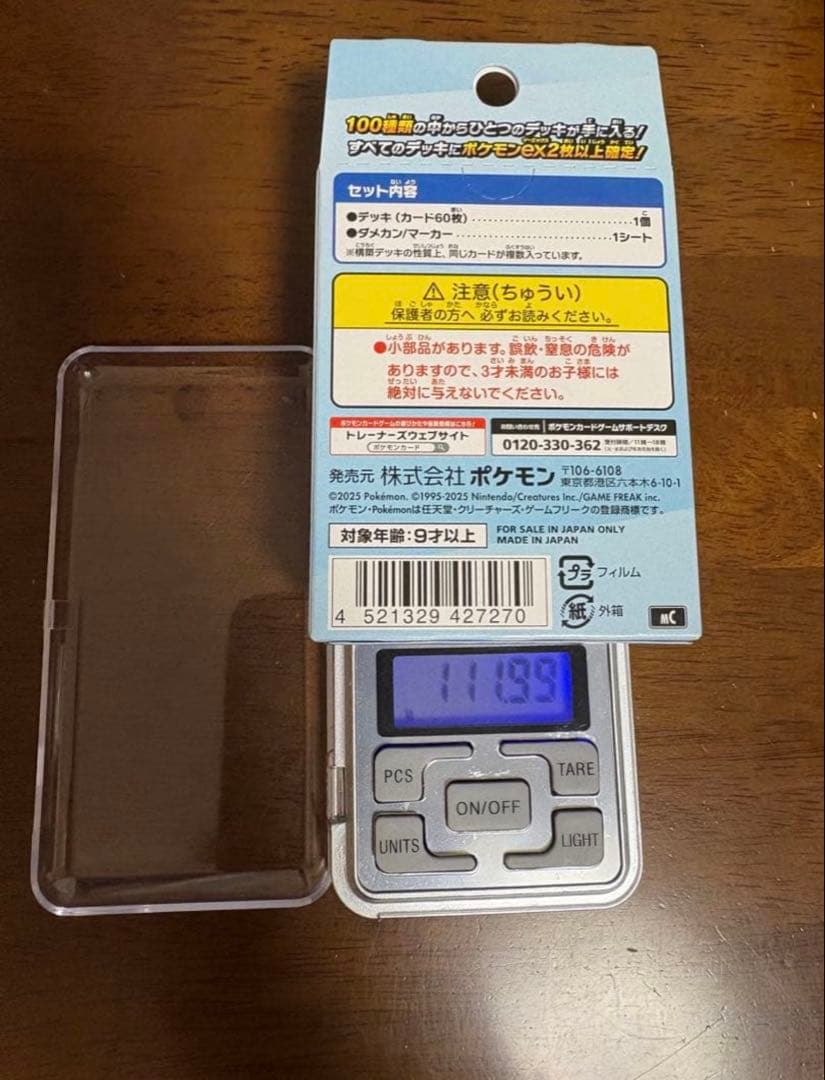 100種類の中からひとつのデッキが手に入る!
すべてのデッキにポケモンex2枚以上確定!
セット内容
●デッキ(カード60枚)..............................1個
●ダメカン/マーカー..............................1シート
※構築デッキの性質上、同じカードが複数入っています。
⚠ 注意(ちゅうい)
保護者の方へ 必ずお読みください。
●小部品があります。誤飲・窒息の危険が
ありますので、3才未満のお子様には
絶対に与えないでください。
トレーナーズウェブサイト
ポケモンカード
お問い合わせ先 ポケモンカードゲームサポートデスク
0120-330-362
発売元 株式会社ポケモン 〒106-6108
東京都港区六本木6-10-1
©2025 Pokémon. ©1995-2025 Nintendo/Creatures Inc./GAME FREAK inc.
ポケモン・Pokémonは任天堂・クリーチャーズ・ゲームフリークの登録商標です。
対象年齢:9才以上
FOR SALE IN JAPAN ONLY
MADE IN JAPAN
4 521329 427270
プラ フィルム
紙 外箱
MC
111.99
PCS
TARE
ON/OFF
UNITS
LIGHT